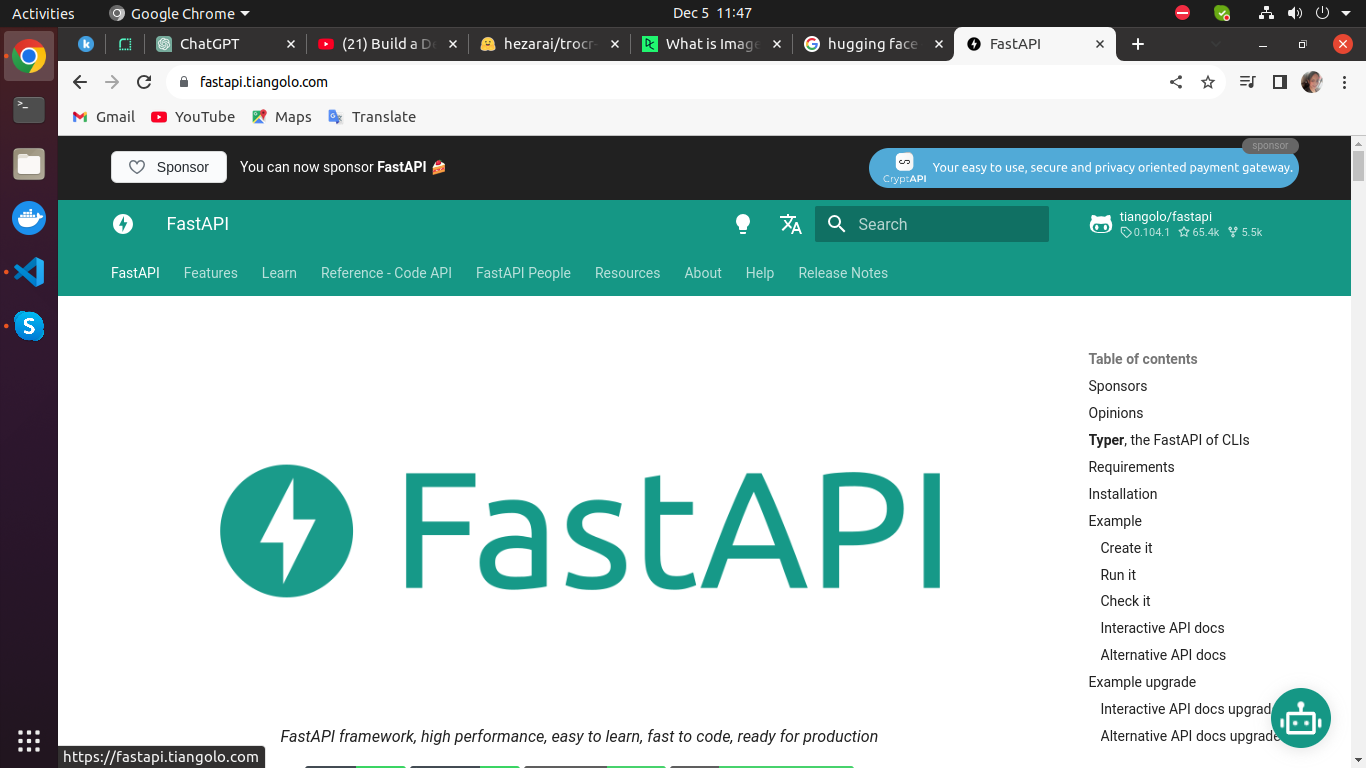 Activities Google Chrome Dec 5 11:47
ChatGPT (21) Build a De hezarai/trocr- What is Image hugging face FastAPI
fastapi.tiangolo.com
Gmail YouTube Maps Translate
sponsor
Sponsor You can now sponsor FastAPI 🍰 CryptAPI Your easy to use, secure and privacy oriented payment gateway.
FastAPI Search tiangolo/fastapi
0.104.1 65.4k 5.5k
FastAPI Features Learn Reference - Code API FastAPI People Resources About Help Release Notes
Table of contents
Sponsors
Opinions
Typer, the FastAPI of CLIs
Requirements
Installation
Example
Create it
Run it
Check it
Interactive API docs
Alternative API docs
Example upgrade
Interactive API docs upgrad
Alternative API docs upgrade
FastAPI
FastAPI framework, high performance, easy to learn, fast to code, ready for production
https://fastapi.tiangolo.com